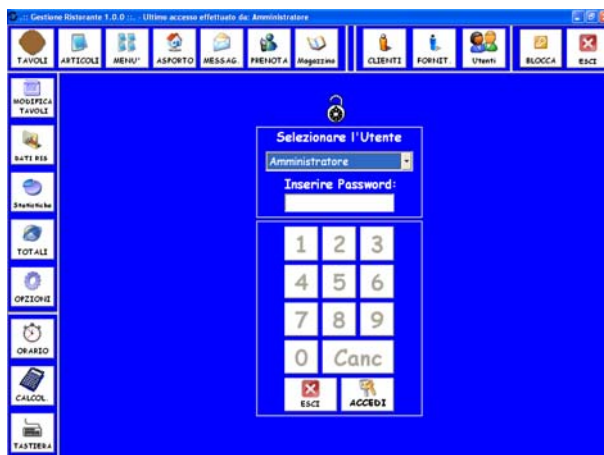 .:: Gestione Ristorante 1.0.0 ::. - Ultimo accesso effettuato da: Amministratore
TAVOLI ARTICOLI MENU' ASPORTO MESSAG. PRENOTA Magazzino CLIENTI FORNIT. Utenti BLOCCA ESCI
MODIFICA TAVOLI
DATI RIS
Statistiche
TOTALI
OPZIONI
ORARIO
CALCOL.
TASTIERA
Selezionare l'Utente
Amministratore
Inserire Password:
1 2 3
4 5 6
7 8 9
0 Canc
ESCI ACCEDI